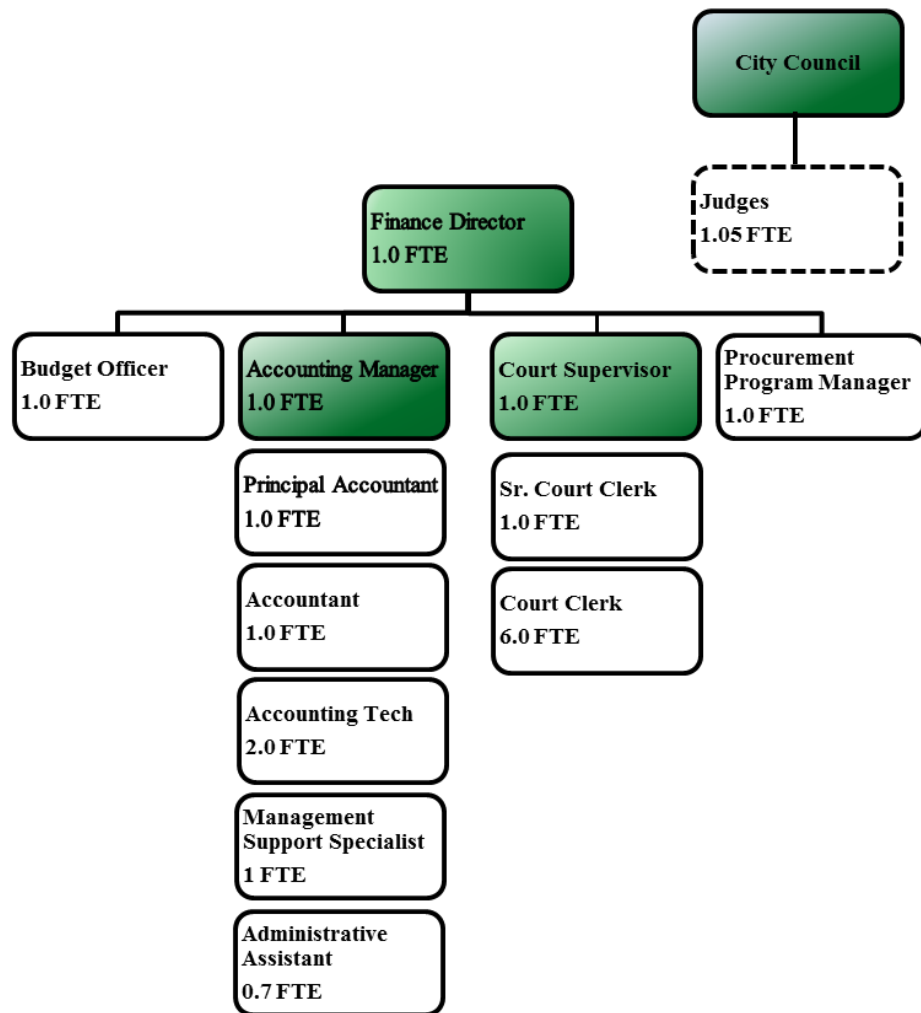 City Council
Judges
1.05 FTE
Finance Director
1.0 FTE
Budget Officer
1.0 FTE
Accounting Manager
1.0 FTE
Court Supervisor
1.0 FTE
Procurement
Program Manager
1.0 FTE
Principal Accountant
1.0 FTE
Sr. Court Clerk
1.0 FTE
Accountant
1.0 FTE
Court Clerk
6.0 FTE
Accounting Tech
2.0 FTE
Management
Support Specialist
1 FTE
Administrative
Assistant
0.7 FTE